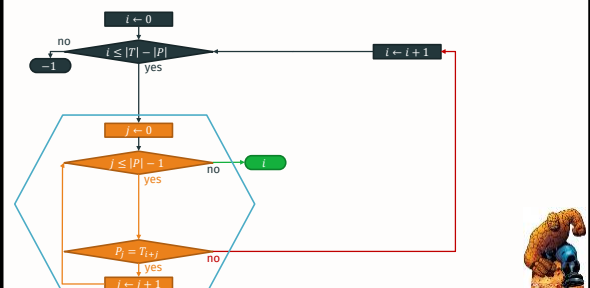 i ← 0
no
i ≤ |T| − |P|
i ← i + 1
−1
yes
j ← 0
j ≤ |P| − 1
no
i
yes
P_j = T_{i+j}
yes
no
j ← j + 1